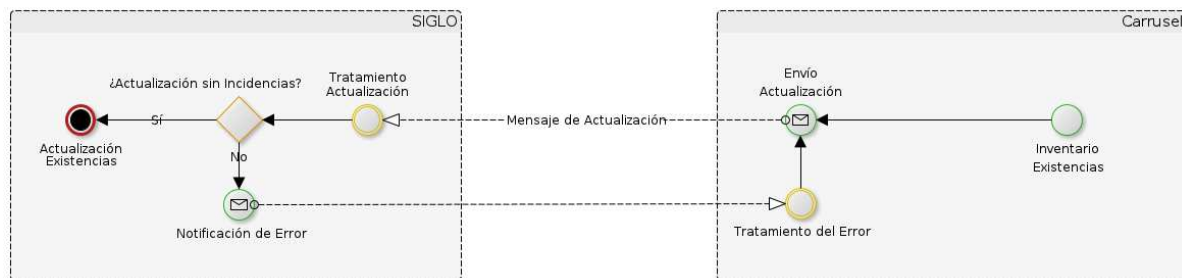 SIGLO
¿Actualización sin Incidencias?
Tratamiento
Actualización
Sí
Actualización
Existencias
No
Notificación de Error
Mensaje de Actualización
Carrusel
Envío
Actualización
Inventario
Existencias
Tratamiento del Error